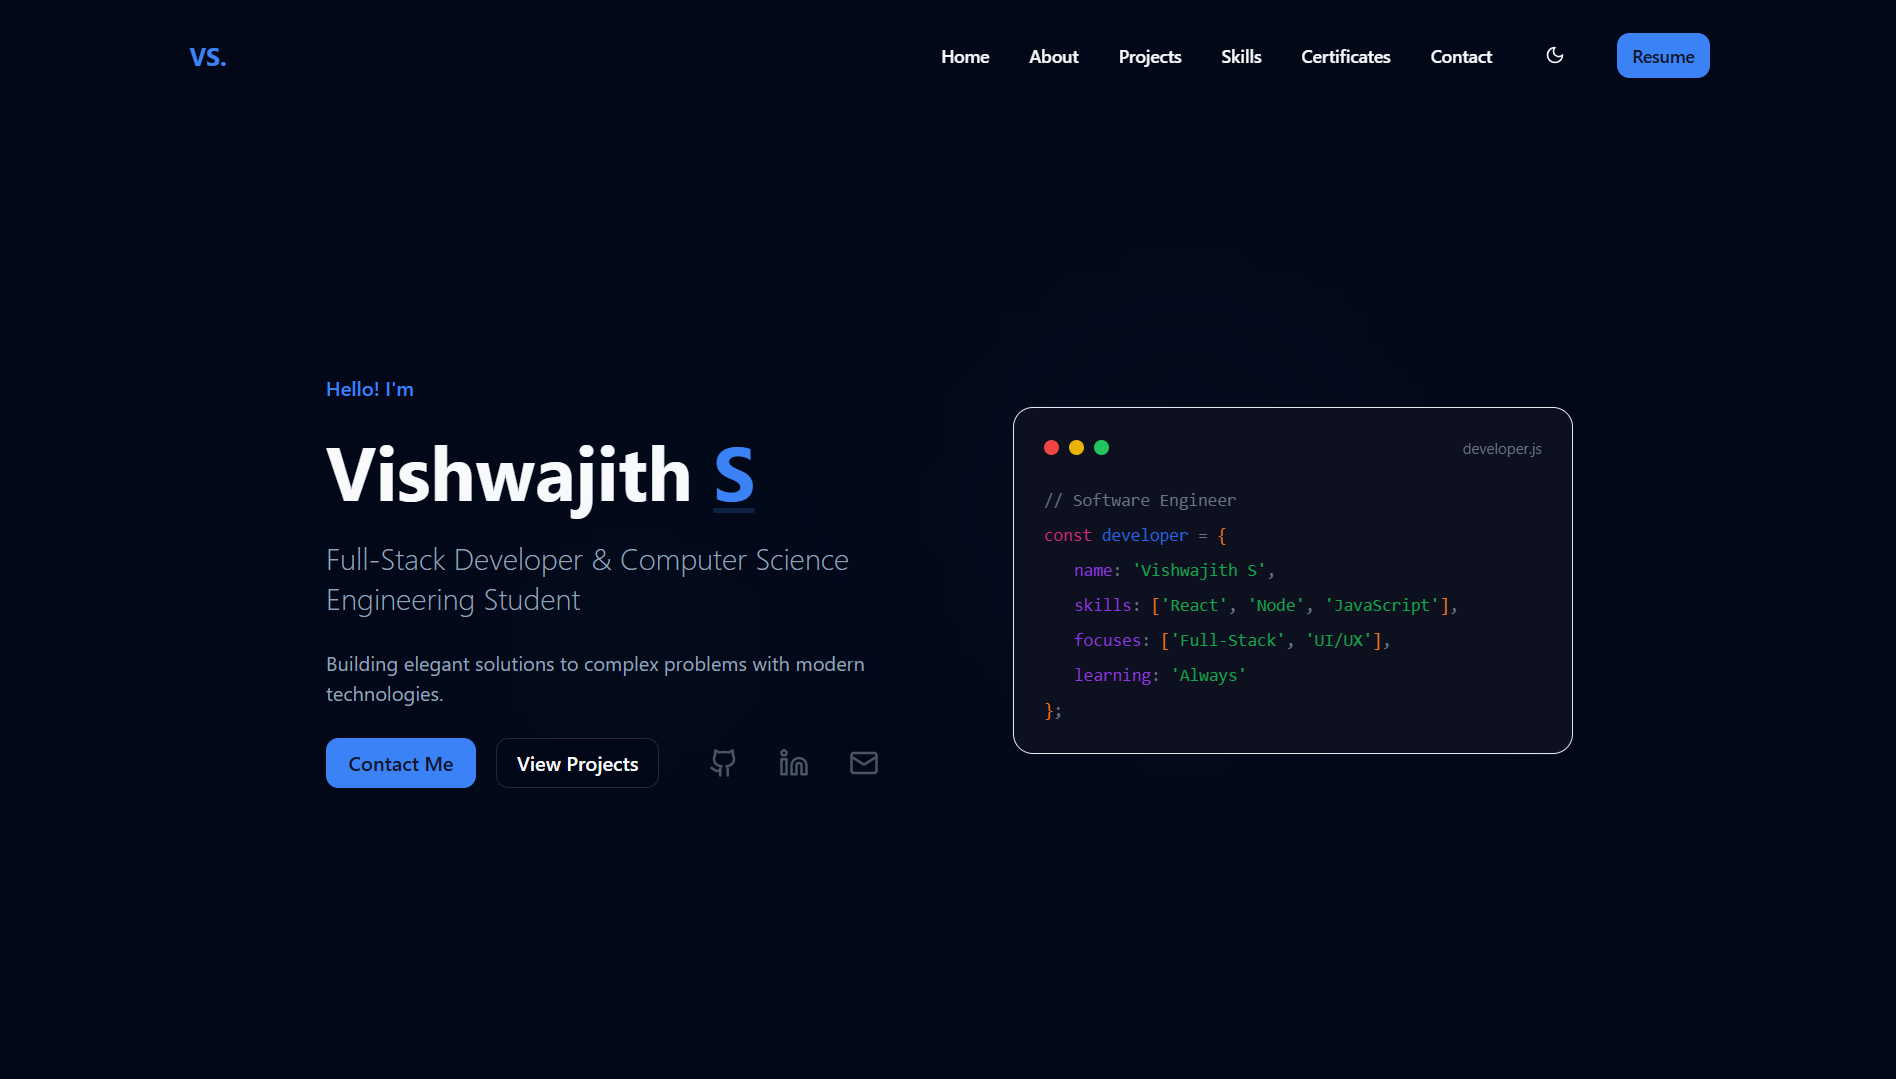 VS.
Home About Projects Skills Certificates Contact Resume
Hello! I'm
Vishwajith S
Full-Stack Developer & Computer Science
Engineering Student
Building elegant solutions to complex problems with modern
technologies.
Contact Me View Projects
developer.js
// Software Engineer
const developer = {
name: 'Vishwajith S',
skills: ['React', 'Node', 'JavaScript'],
focuses: ['Full-Stack', 'UI/UX'],
learning: 'Always'
};